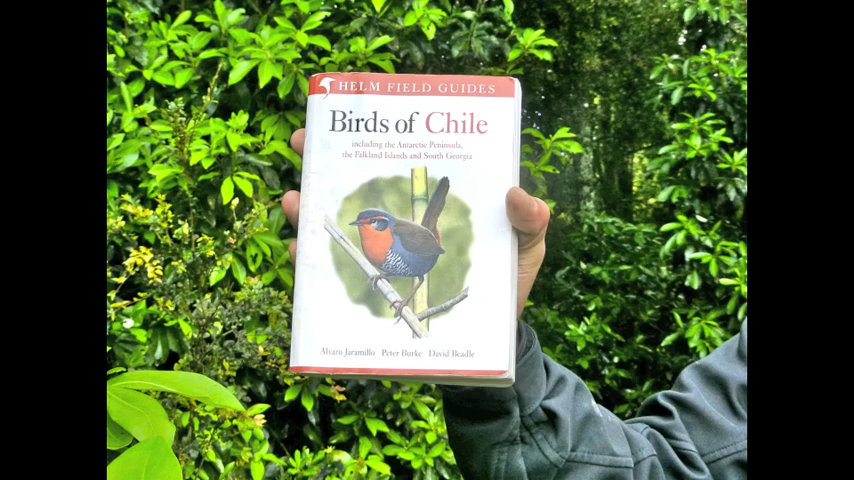 HELM FIELD GUIDES
Birds of Chile
including the Antarctic Peninsula,
the Falkland Islands and South Georgia
Alvaro Jaramillo Peter Burke David Beadle